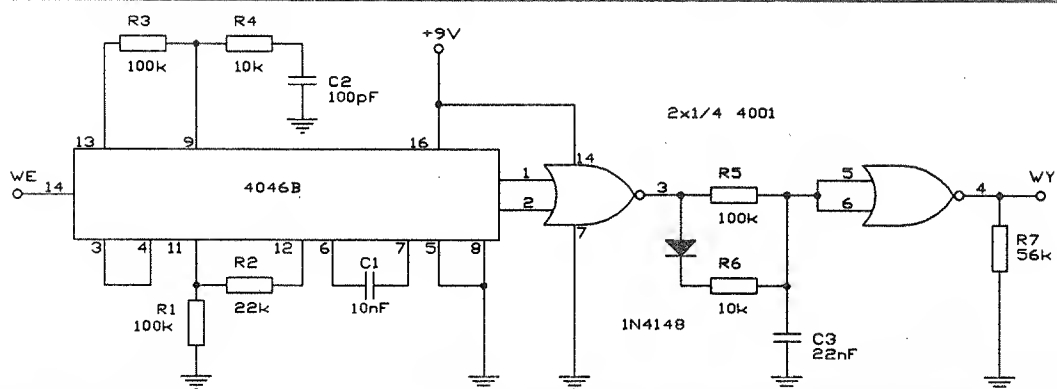 R3
R4
+9V
100k
10k
C2
100pF
2x1/4 4001
13
9
16
14
WE
14
4046B
1
2
3
R5
100k
5
6
4
WY
3
4
11
12
6
7
5
8
7
R2
22k
C1
10nF
R6
10k
R7
56k
R1
100k
1N4148
C3
22nF